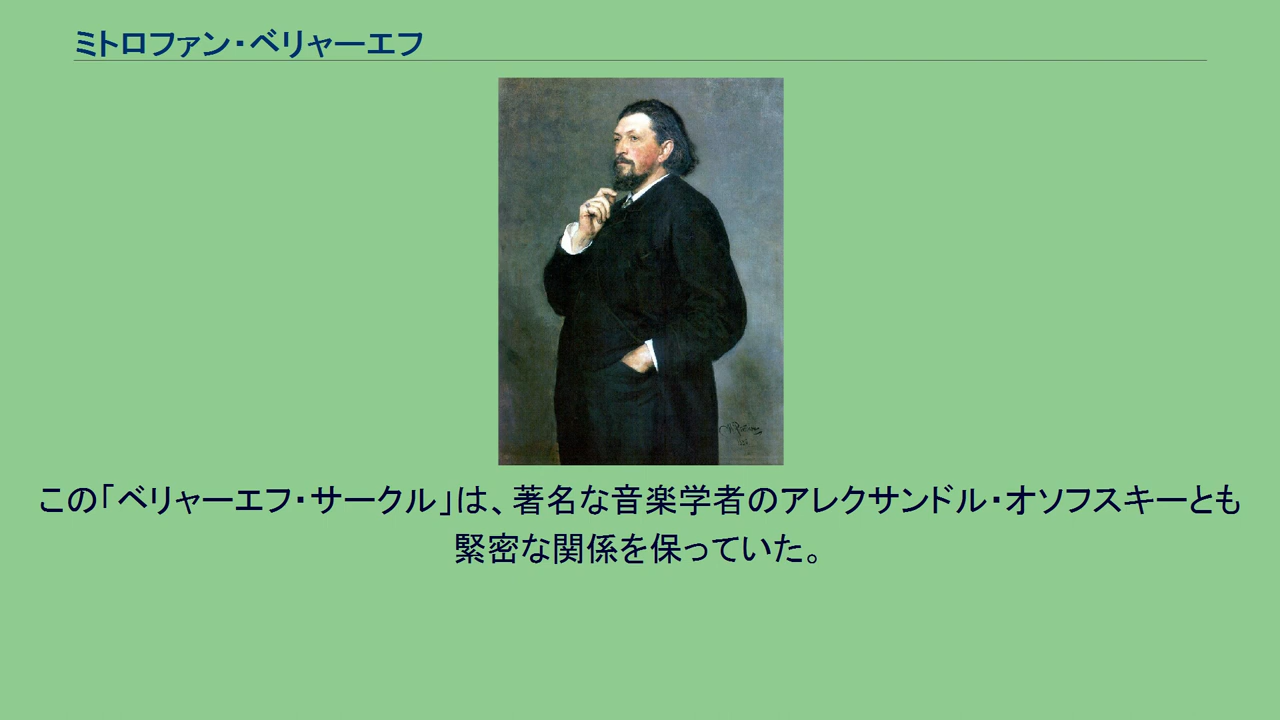 ミトロファン・ベリャーエフ
この「ベリャーエフ・サークル」は、著名な音楽学者のアレクサンドル・オソフスキーとも
緊密な関係を保っていた。